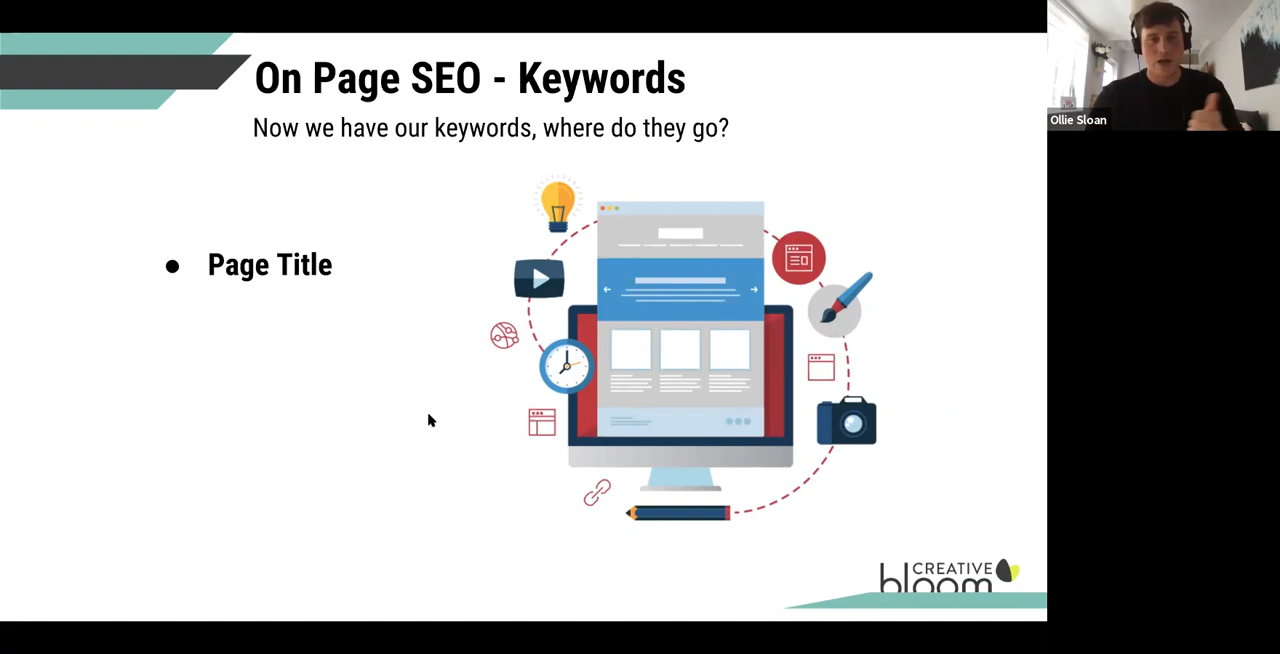 On Page SEO - Keywords
Now we have our keywords, where do they go?
● Page Title
CREATIVE
bloom
Ollie Sloan